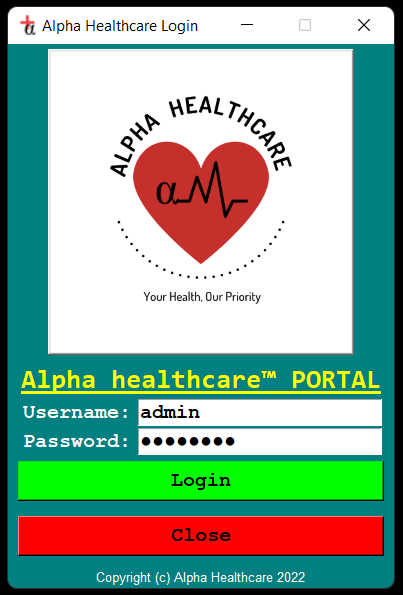 Alpha Healthcare Login
ALPHA HEALTHCARE
α
Your Health, Our Priority
Alpha healthcare™ PORTAL
Username: admin
Password: ●●●●●●●●
Login
Close
Copyright (c) Alpha Healthcare 2022